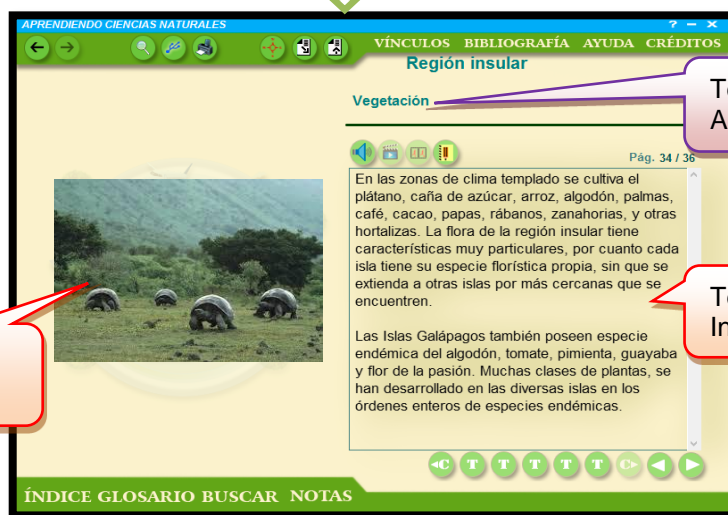 APRENDIENDO CIENCIAS NATURALES
VÍNCULOS BIBLIOGRAFÍA AYUDA CRÉDITOS
Región insular
Vegetación
Pág. 34 / 36
En las zonas de clima templado se cultiva el
plátano, caña de azúcar, arroz, algodón, palmas,
café, cacao, papas, rábanos, zanahorias, y otras
hortalizas. La flora de la región insular tiene
características muy particulares, por cuanto cada
isla tiene su especie florística propia, sin que se
extienda a otras islas por más cercanas que se
encuentren.
Las Islas Galápagos también poseen especie
endémica del algodón, tomate, pimienta, guayaba
y flor de la pasión. Muchas clases de plantas, se
han desarrollado en las diversas islas en los
órdenes enteros de especies endémicas.
C T T T T T C
ÍNDICE GLOSARIO BUSCAR NOTAS